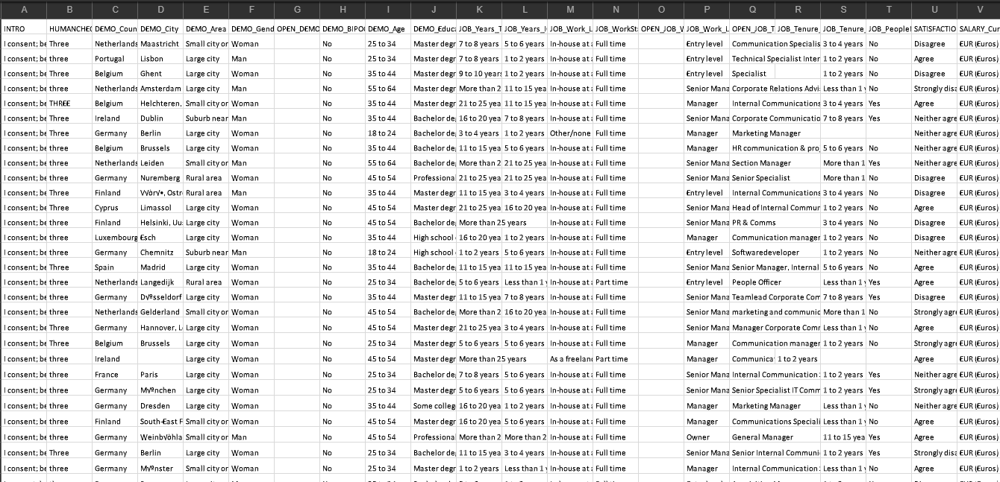 A B C D E F G H I J K L M N O P Q R S T U V
INTRO HUMANCHEC DEMO_Coun DEMO_City DEMO_Area DEMO_Gend OPEN_DEMO DEMO_BIPO DEMO_Age DEMO_Educa JOB_Years_T JOB_Years_I JOB_Work_L JOB_WorkSt OPEN_JOB_V JOB_Work_L OPEN_JOB_T JOB_Tenure_ JOB_Tenure_ JOB_People SATISFACTIO SALARY_Cur
I consent; be Three Netherlands Maastricht Small city or Woman No 25 to 34 Master degr 7 to 8 years 5 to 6 years In-house at a Full time €ntry level Communication Specialis 3 to 4 years No Disagree €UR (€uros)
I consent; be Three Portugal Lisbon Large city Man No 25 to 34 Master degr 7 to 8 years 1 to 2 years In-house at a Full time €ntry level Technical Specialist Inter 1 to 2 years No Agree €UR (€uros)
I consent; be Three Belgium Ghent Large city Woman No 35 to 44 Master degr 9 to 10 years 1 to 2 years In-house at a Full time €ntry level Specialist 1 to 2 years No Disagree €UR (€uros)
I consent; be Three Netherlands Amsterdam Large city Man No 55 to 64 Master degr More than 2 11 to 15 yea In-house at a Full time Senior Mana Corporate Relations Advi Less than 1 y No Strongly disa €UR (€uros)
I consent; be THR€€ Belgium Helchteren, Small city or Woman No 35 to 44 Master degr 21 to 25 yea 11 to 15 yea In-house at a Full time Manager Internal Communications 3 to 4 years Yes Agree €UR (€uros)
I consent; be Three Ireland Dublin Suburb near Man No 35 to 44 Bachelor de 16 to 20 yea 7 to 8 years In-house at a Full time Senior Mana Corporate Communicatio 7 to 8 years Yes Neither agre €UR (€uros)
I consent; be Three Germany Berlin Large city Woman No 18 to 24 Bachelor de 3 to 4 years 1 to 2 years Other/none Full time Manager Marketing Manager Neither agre €UR (€uros)
I consent; be three Belgium Brussels Large city Woman No 35 to 44 Bachelor de 11 to 15 yea 5 to 6 years In-house at a Full time Manager HR communication & pro 5 to 6 years No Neither agre €UR (€uros)
I consent; be three Netherlands Leiden Small city or Man No 55 to 64 Bachelor de More than 2 21 to 25 yea In-house at a Full time Senior Mana Section Manager More than 1 Yes Neither agre €UR (€uros)
I consent; be three Germany Nuremberg Rural area Woman No 45 to 54 Professiona 21 to 25 yea 21 to 25 yea In-house at a Full time Senior Mana Senior Specialist More than 1 No Disagree €UR (€uros)
I consent; be three Finland Rural area Man No 35 to 44 Master degr 11 to 15 yea 3 to 4 years In-house at a Full time €ntry level Internal Communications 3 to 4 years No Disagree €UR (€uros)
I consent; be three Cyprus Limassol Large city Woman No 45 to 54 Master degr 21 to 25 yea 16 to 20 yea In-house at a Full time Senior Mana Head of Internal Commur 1 to 2 years No Agree €UR (€uros)
I consent; be three Finland Helsinki, Uu Large city Woman No 45 to 54 Bachelor de More than 25 years In-house at a Full time Senior Mana PR & Comms 3 to 4 years No Disagree €UR (€uros)
I consent; be three Luxembourg €sch Large city Woman No 35 to 44 High school 16 to 20 yea 1 to 2 years In-house at a Full time Manager Communication manager 1 to 2 years No Disagree €UR (€uros)
I consent; be three Germany Chemnitz Suburb near Man No 18 to 24 High school 1 to 2 years 5 to 6 years In-house at a Full time €ntry level Softwaredeveloper 1 to 2 years No Agree €UR (€uros)
I consent; be Three Spain Madrid Large city Woman No 35 to 44 Bachelor de 11 to 15 yea 11 to 15 yea In-house at a Full time Senior Mana Senior Manager, Internal 5 to 6 years No Agree €UR (€uros)
I consent; be three Netherlands Langedijk Rural area Woman No 25 to 34 Bachelor de 5 to 6 years Less than 1 y In-house at a Part time €ntry level People Officer Less than 1 y Yes Agree €UR (€uros)
I consent; be three Germany D√ºsseldorf Large city Woman No 35 to 44 Master degr 11 to 15 yea 7 to 8 years In-house at a Full time Senior Mana Teamlead Corporate Com 7 to 8 years Yes Disagree €UR (€uros)
I consent; be three Netherlands Gelderland Small city or Woman No 45 to 54 Bachelor de More than 2 16 to 20 yea In-house at a Full time Senior Mana marketing and communic More than 1 No Strongly agre €UR (€uros)
I consent; be Three Germany Hannover, L Large city Woman No 45 to 54 Master degr 21 to 25 yea 3 to 4 years In-house at a Full time Senior Mana Manager Corporate Comr Less than 1 y No Agree €UR (€uros)
I consent; be Three Belgium Brussels Large city Woman No 25 to 34 Master degr 5 to 6 years 5 to 6 years In-house at a Full time Manager Communication manager 1 to 2 years No Strongly agre €UR (€uros)
I consent; be three Ireland Large city Woman No 45 to 54 Master degr More than 25 years As a freelanc Part time Manager Communica 1 to 2 years Agree €UR (€uros)
I consent; be three France Paris Large city Woman No 25 to 34 Bachelor de 7 to 8 years 5 to 6 years In-house at a Full time Senior Mana Internal Communication 1 to 2 years Yes Neither agre €UR (€uros)
I consent; be three Germany M√ºnchen Large city Woman No 25 to 34 Master degr 5 to 6 years 5 to 6 years In-house at a Full time Senior Mana Senior Specialist IT Comm 1 to 2 years Yes Strongly agre €UR (€uros)
I consent; be three Germany Dresden Large city Woman No 35 to 44 Some colleg 16 to 20 yea 1 to 2 years In-house at a Full time Manager Marketing Manager Less than 1 y No Neither agre €UR (€uros)
I consent; be three Finland South-€ast F Small city or Woman No 45 to 54 Master degr 16 to 20 yea 5 to 6 years In-house at a Full time Manager Communications Speciali Less than 1 y No Agree €UR (€uros)
I consent; be three Germany Weinb√∂hla Small city or Man No 45 to 54 Professiona More than 2 More than 2 In-house at a Full time Owner General Manager 11 to 15 yea Yes Agree €UR (€uros)
I consent; be Three Germany Berlin Large city Woman No 25 to 34 Bachelor de 11 to 15 yea 3 to 4 years In-house at a Full time Senior Mana Senior Internal Communi 1 to 2 years Yes Strongly disa €UR (€uros)
I consent; be three Germany M√ºnster Small city or Woman No 25 to 34 Master degr 1 to 2 years Less than 1 y In-house at a Full time Manager Internal Communication Less than 1 y No Agree €UR (€uros)